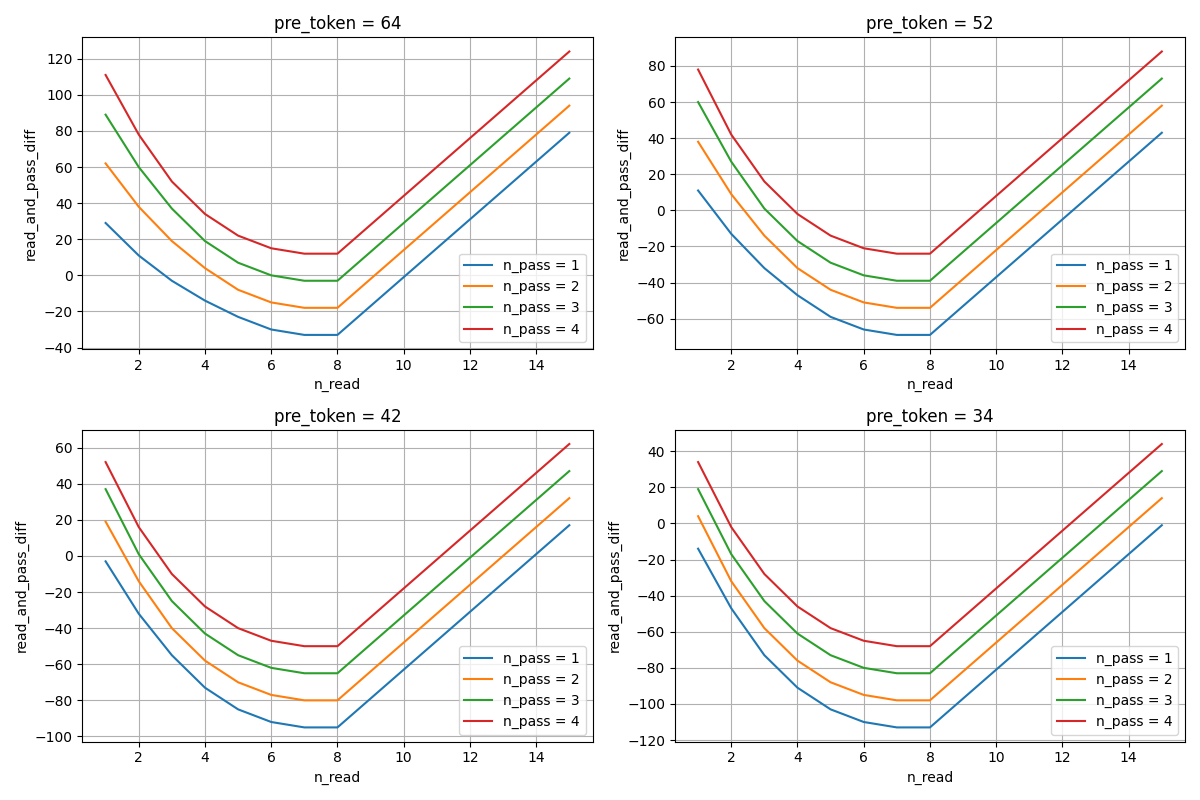 pre_token = 64
read_and_pass_diff
120
100
80
60
40
20
0
−20
−40
2 4 6 8 10 12 14
n_read
n_pass = 1
n_pass = 2
n_pass = 3
n_pass = 4
pre_token = 52
read_and_pass_diff
80
60
40
20
0
−20
−40
−60
2 4 6 8 10 12 14
n_read
n_pass = 1
n_pass = 2
n_pass = 3
n_pass = 4
pre_token = 42
read_and_pass_diff
60
40
20
0
−20
−40
−60
−80
−100
2 4 6 8 10 12 14
n_read
n_pass = 1
n_pass = 2
n_pass = 3
n_pass = 4
pre_token = 34
read_and_pass_diff
40
20
0
−20
−40
−60
−80
−100
−120
2 4 6 8 10 12 14
n_read
n_pass = 1
n_pass = 2
n_pass = 3
n_pass = 4